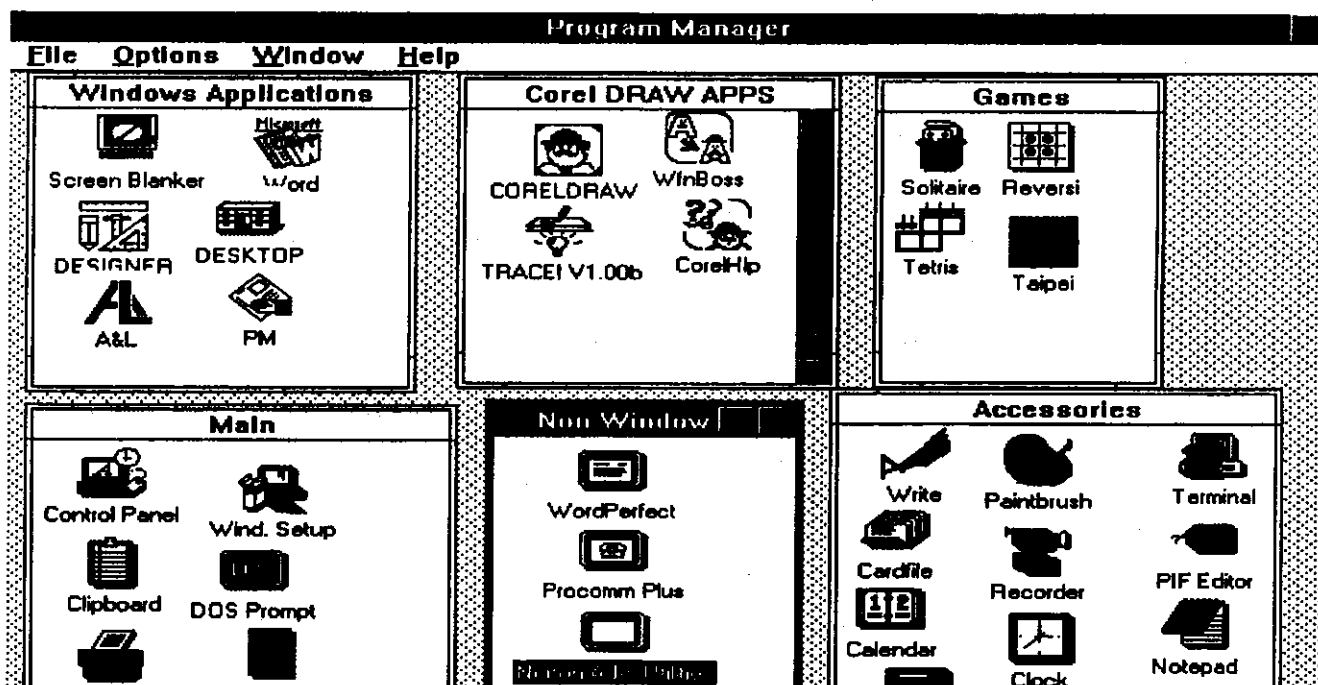 Program Manager
File Options Window Help
Windows Applications
Screen Blanker
Microsoft
Word
DESIGNER
DESKTOP
A&L
PM
Corel DRAW APPS
CORELDRAW
WinBoss
TRACE! V1.00b
CorelHlp
Games
Solitaire
Reversi
Tetris
Taipei
Main
Control Panel
Wind. Setup
Clipboard
DOS Prompt
Non Window
WordPerfect
Procomm Plus
Accessories
Write
Paintbrush
Terminal
Cardfile
Recorder
PIF Editor
1 2
Calendar
Clock
Notepad